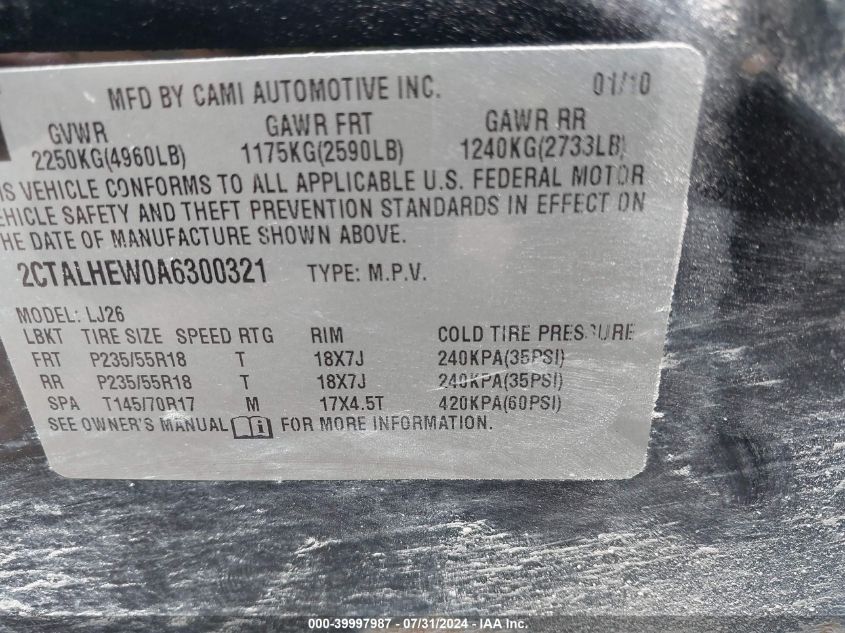 MFD BY CAMI AUTOMOTIVE INC. 01/10
GVWR GAWR FRT GAWR RR
2250KG(4960LB) 1175KG(2590LB) 1240KG(2733LB)
IS VEHICLE CONFORMS TO ALL APPLICABLE U.S. FEDERAL MOTOR
EHICLE SAFETY AND THEFT PREVENTION STANDARDS IN EFFECT ON
HE DATE OF MANUFACTURE SHOWN ABOVE.
2CTALHEW0A6300321 TYPE: M.P.V.
MODEL: LJ26
LBKT TIRE SIZE SPEED RTG RIM COLD TIRE PRESSURE
FRT P235/55R18 T 18X7J 240KPA(35PSI)
RR P235/55R18 T 18X7J 240KPA(35PSI)
SPA T145/70R17 M 17X4.5T 420KPA(60PSI)
SEE OWNER'S MANUAL FOR MORE INFORMATION.
000-39997987 - 07/31/2024 - IAA Inc.